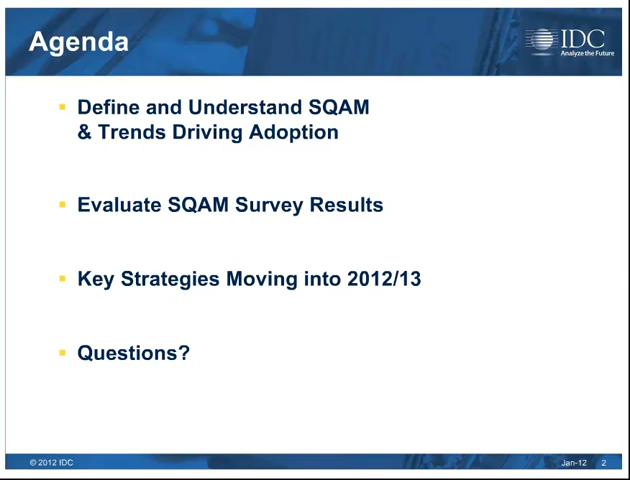 Agenda
IDC
Analyze the Future
Define and Understand SQAM
& Trends Driving Adoption
Evaluate SQAM Survey Results
Key Strategies Moving into 2012/13
Questions?
© 2012 IDC
Jan-12 2